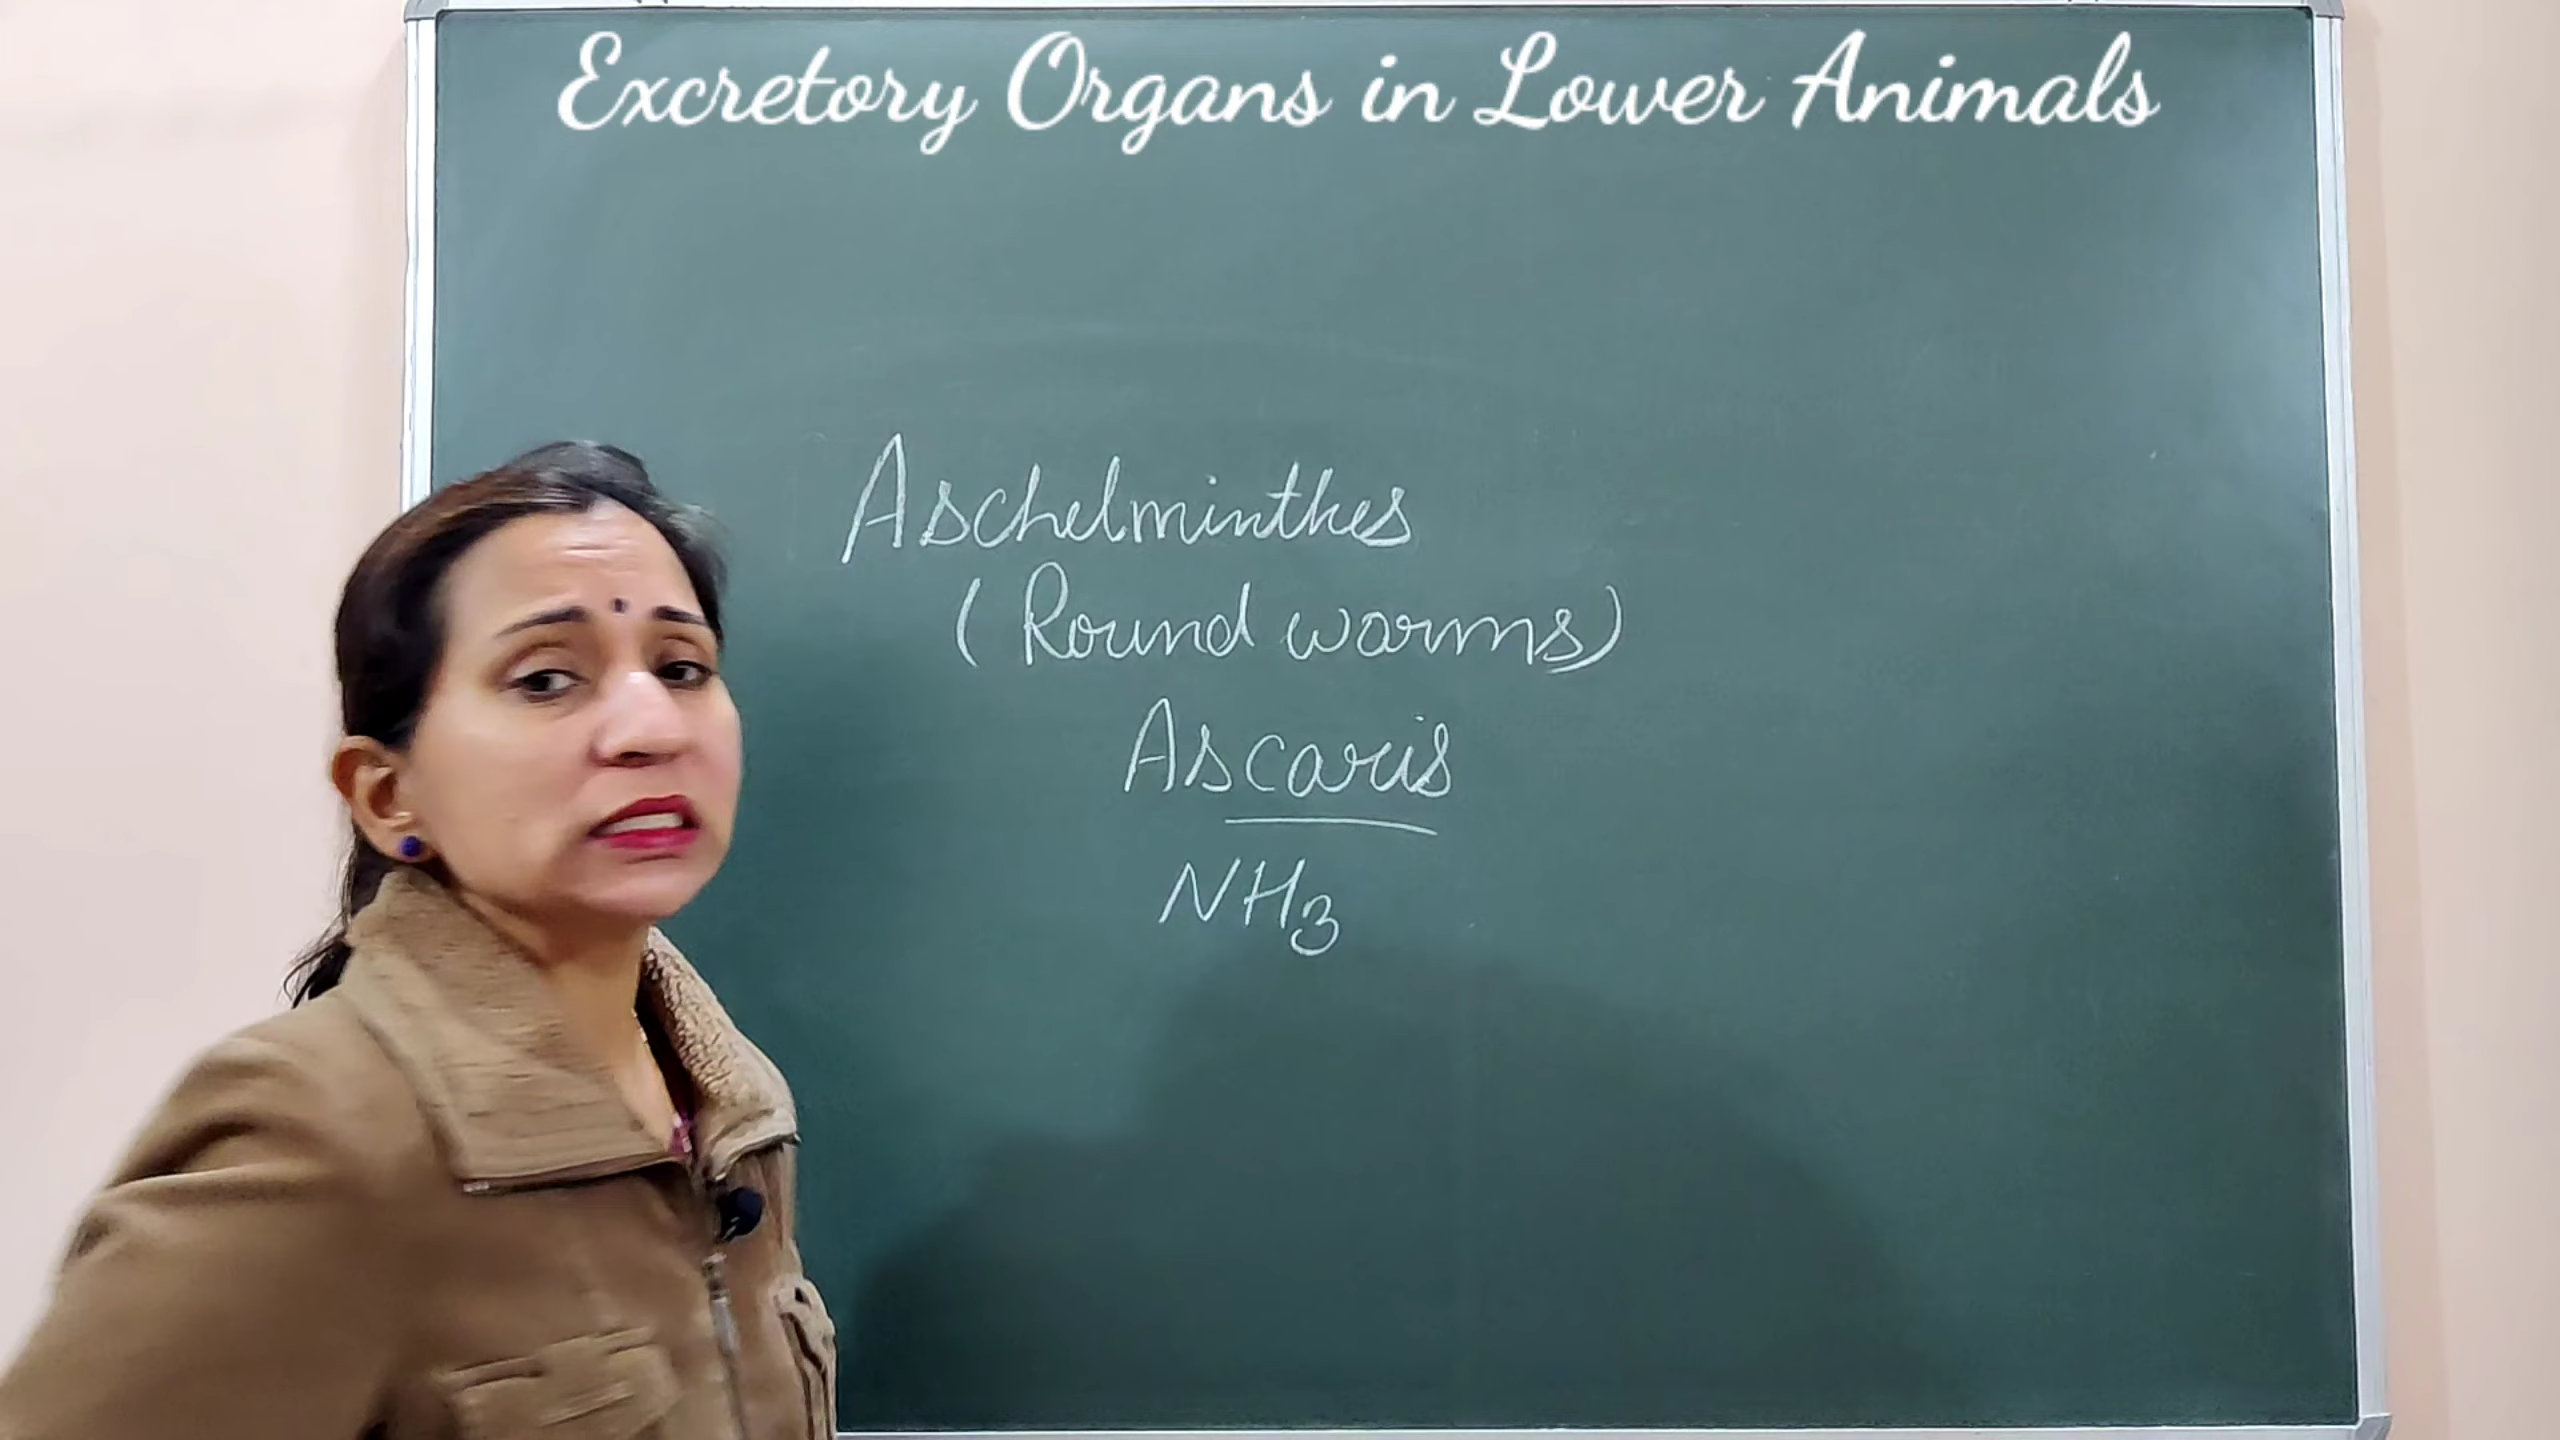 Excretory Organs in Lower Animals
Aschelminthes
(Round worms)
Ascaris
NH3